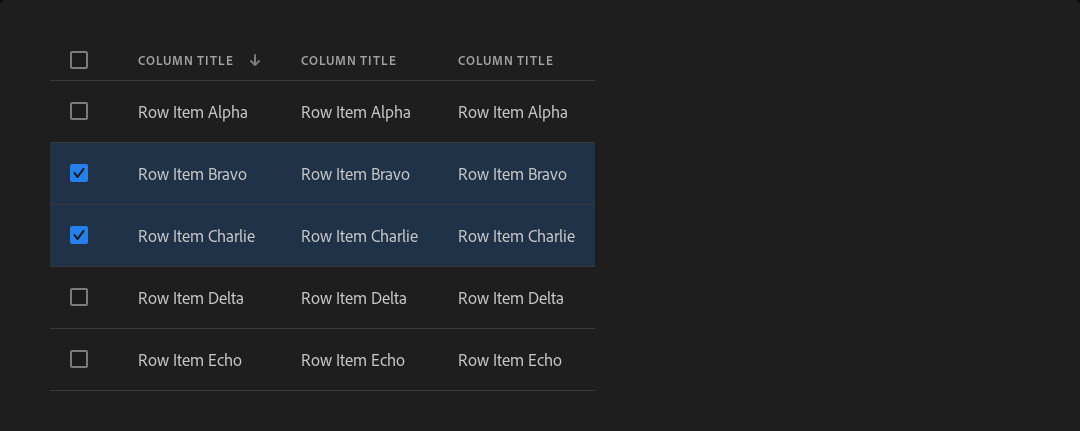 COLUMN TITLE COLUMN TITLE COLUMN TITLE
Row Item Alpha Row Item Alpha Row Item Alpha
Row Item Bravo Row Item Bravo Row Item Bravo
Row Item Charlie Row Item Charlie Row Item Charlie
Row Item Delta Row Item Delta Row Item Delta
Row Item Echo Row Item Echo Row Item Echo